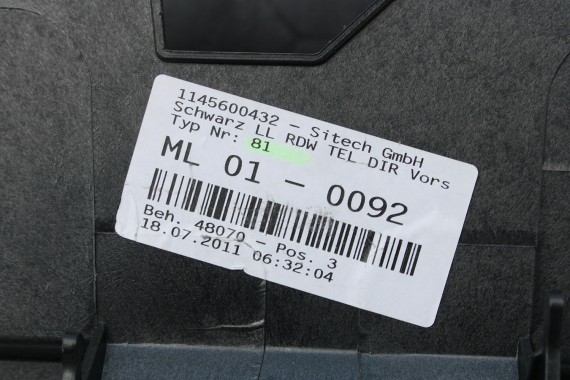 1145600432 – Sitech GmbH
Schwarz LL RDW TEL DIR Vors
Typ Nr: 81
ML 01 – 0092
Beh. 48070 – Pos. 3
18.07.2011 06:32:04